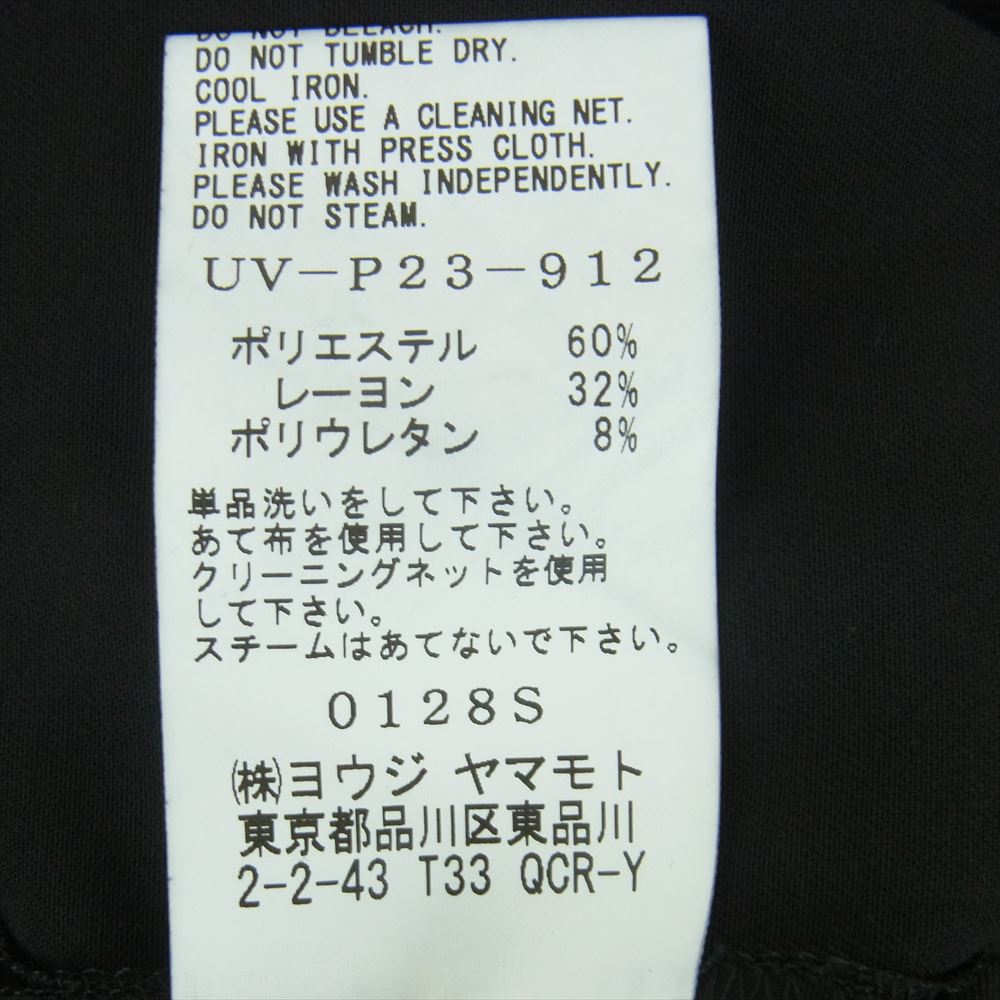 DO NOT BLEACH.
DO NOT TUMBLE DRY.
COOL IRON.
PLEASE USE A CLEANING NET.
IRON WITH PRESS CLOTH.
PLEASE WASH INDEPENDENTLY.
DO NOT STEAM.
UV-P23-912
ポリエステル 60%
レーヨン 32%
ポリウレタン 8%
単品洗いをして下さい。
あて布を使用して下さい。
クリーニングネットを使用
して下さい。
スチームはあてないで下さい。
0128S
㈱ヨウジ ヤマモト
東京都品川区東品川
2-2-43 T33 QCR-Y